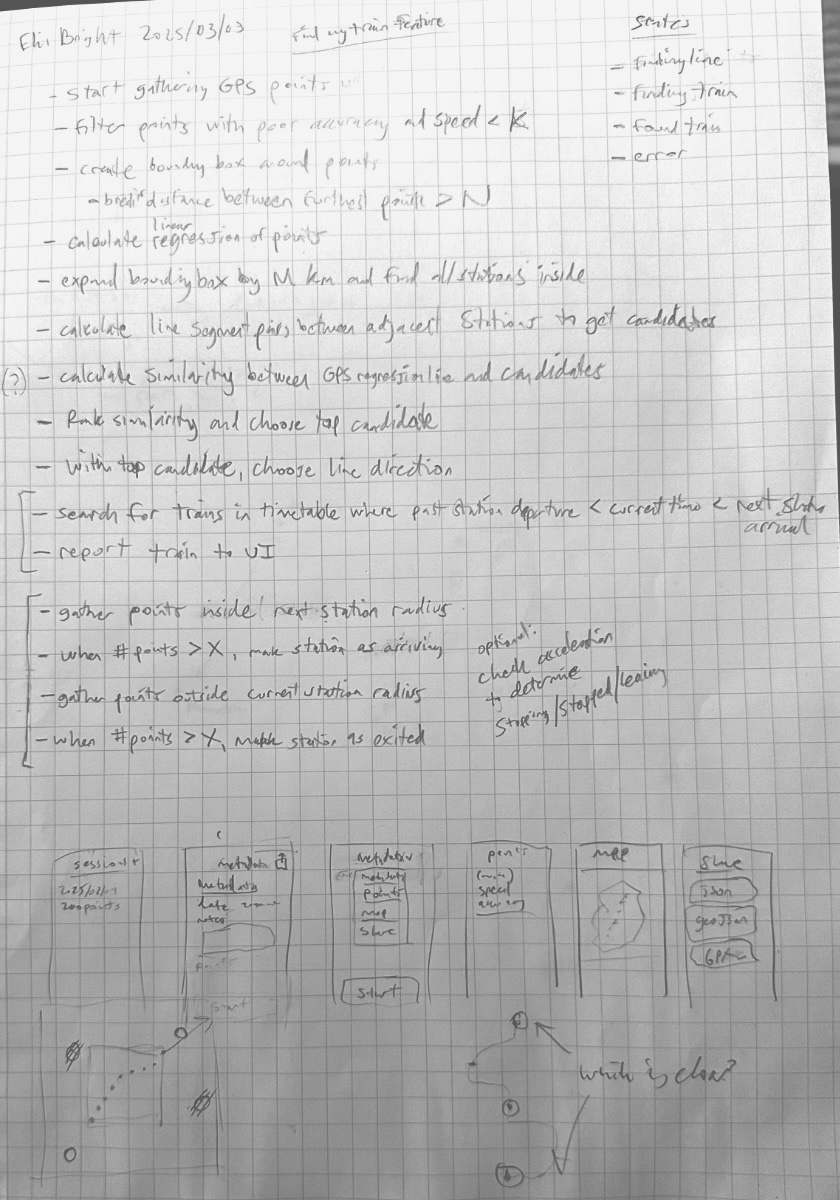 Bright 2025/03/03
Find my train feature
States
- finding line
- finding train
- found train
- error
- start gathering GPS points
- filter points with poor accuracy and speed < K
- create bounding box around points
- distance between furthest points > N
- calculate linear regression of points
- expand bounding box by M km and find all stations inside
- calculate line segment pairs between adjacent stations to get candidates
(?) - calculate similarity between GPS regression line and candidates
- Rank similarity and choose top candidate
- With top candidate, choose line direction
- search for trains in timetable where past station departure < current time < next station arrival
- report train to UI
- gather points inside next station radius
- when # points > X, mark station as arriving
- gather points outside current station radius
- when # points > X, mark station as exited
optional:
check acceleration
to determine
stopping/stopped/leaving
sessions +
2025/03/01
200 points
metadata
Metadata
date
notes
points
start
metadata
metadata
points
map
share
start
points
speed
accuracy
map
share
json
geojson
which is closer?